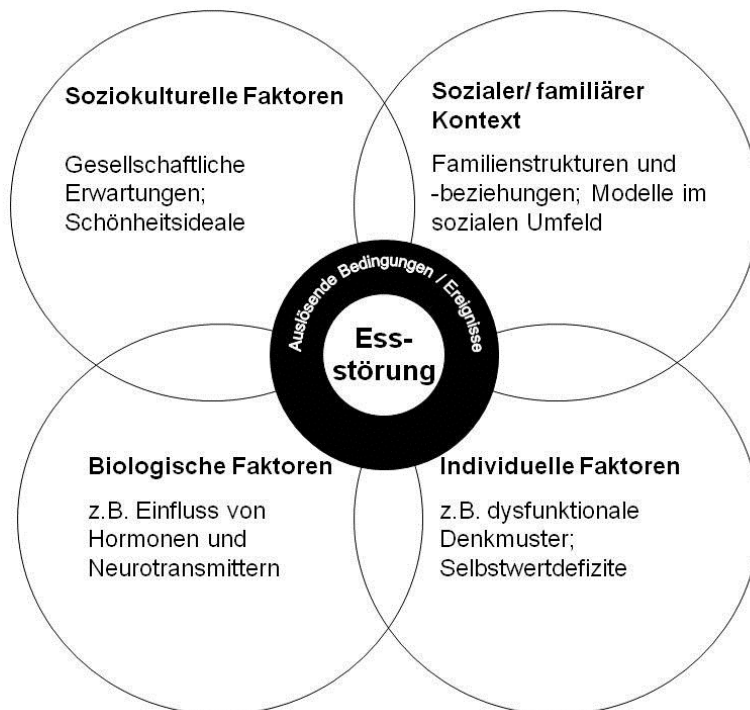 Soziokulturelle Faktoren
Gesellschaftliche
Erwartungen;
Schönheitsideale
Sozialer/ familiärer
Kontext
Familienstrukturen und
-beziehungen; Modelle im
sozialen Umfeld
Auslösende Bedingungen / Ereignisse
Ess-
störung
Biologische Faktoren
z.B. Einfluss von
Hormonen und
Neurotransmittern
Individuelle Faktoren
z.B. dysfunktionale
Denkmuster;
Selbstwertdefizite